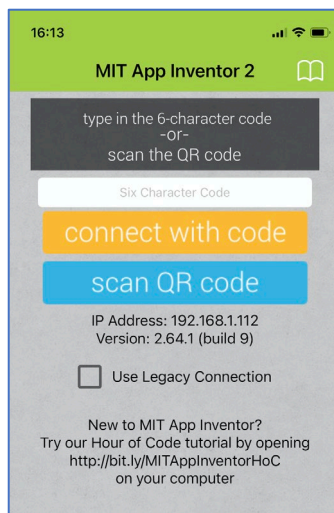 16:13
MIT App Inventor 2
type in the 6-character code
-or-
scan the QR code
Six Character Code
connect with code
scan QR code
IP Address: 192.168.1.112
Version: 2.64.1 (build 9)
Use Legacy Connection
New to MIT App Inventor?
Try our Hour of Code tutorial by opening
http://bit.ly/MITAppInventorHoC
on your computer